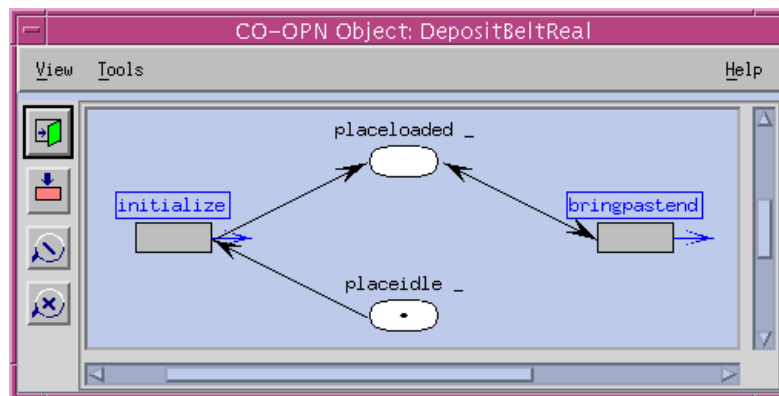 CO-OPN Object: DepositBeltReal
View Tools Help
placeloaded _
initialize
bringpastend
placeidle _